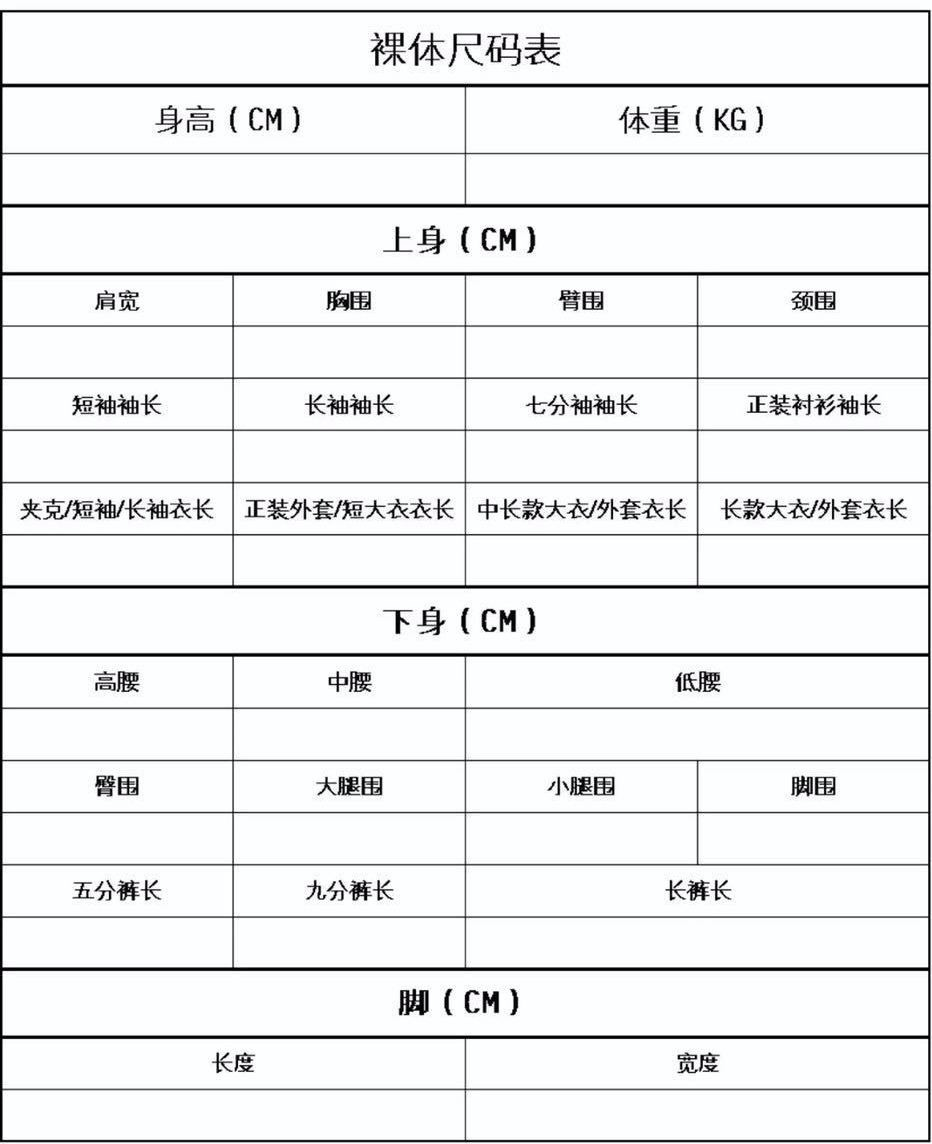 裸体尺码表
身高(CM) 体重(KG)
上身(CM)
肩宽 胸围 臂围 颈围
短袖袖长 长袖袖长 七分袖袖长 正装衬衫袖长
夹克/短袖/长袖衣长 正装外套/短大衣衣长 中长款大衣/外套衣长 长款大衣/外套衣长
下身(CM)
高腰 中腰 低腰
臀围 大腿围 小腿围 脚围
五分裤长 九分裤长 长裤长
脚(CM)
长度 宽度